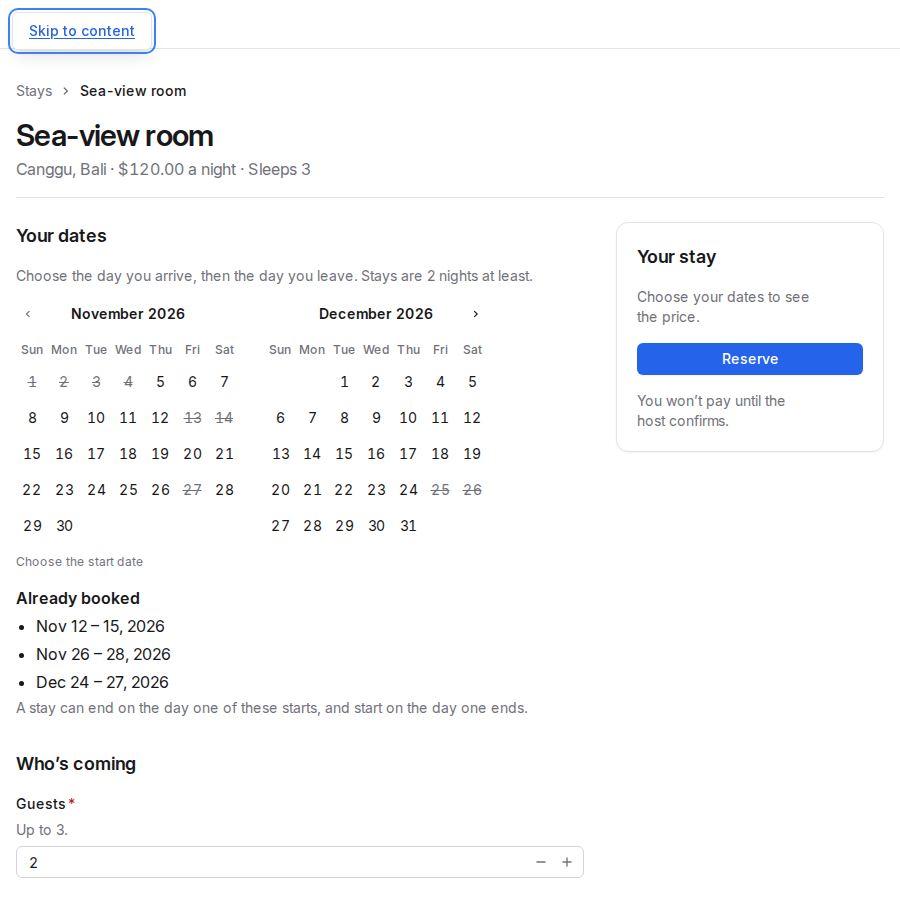 Skip to content
Stays › Sea-view room
Sea-view room
Canggu, Bali · $120.00 a night · Sleeps 3
Your dates
Choose the day you arrive, then the day you leave. Stays are 2 nights at least.
November 2026
Sun Mon Tue Wed Thu Fri Sat
1 2 3 4 5 6 7
8 9 10 11 12 13 14
15 16 17 18 19 20 21
22 23 24 25 26 27 28
29 30
December 2026
Sun Mon Tue Wed Thu Fri Sat
1 2 3 4 5
6 7 8 9 10 11 12
13 14 15 16 17 18 19
20 21 22 23 24 25 26
27 28 29 30 31
Choose the start date
Already booked
• Nov 12 – 15, 2026
• Nov 26 – 28, 2026
• Dec 24 – 27, 2026
A stay can end on the day one of these starts, and start on the day one ends.
Who’s coming
Guests*
Up to 3.
2
Your stay
Choose your dates to see
the price.
Reserve
You won’t pay until the
host confirms.